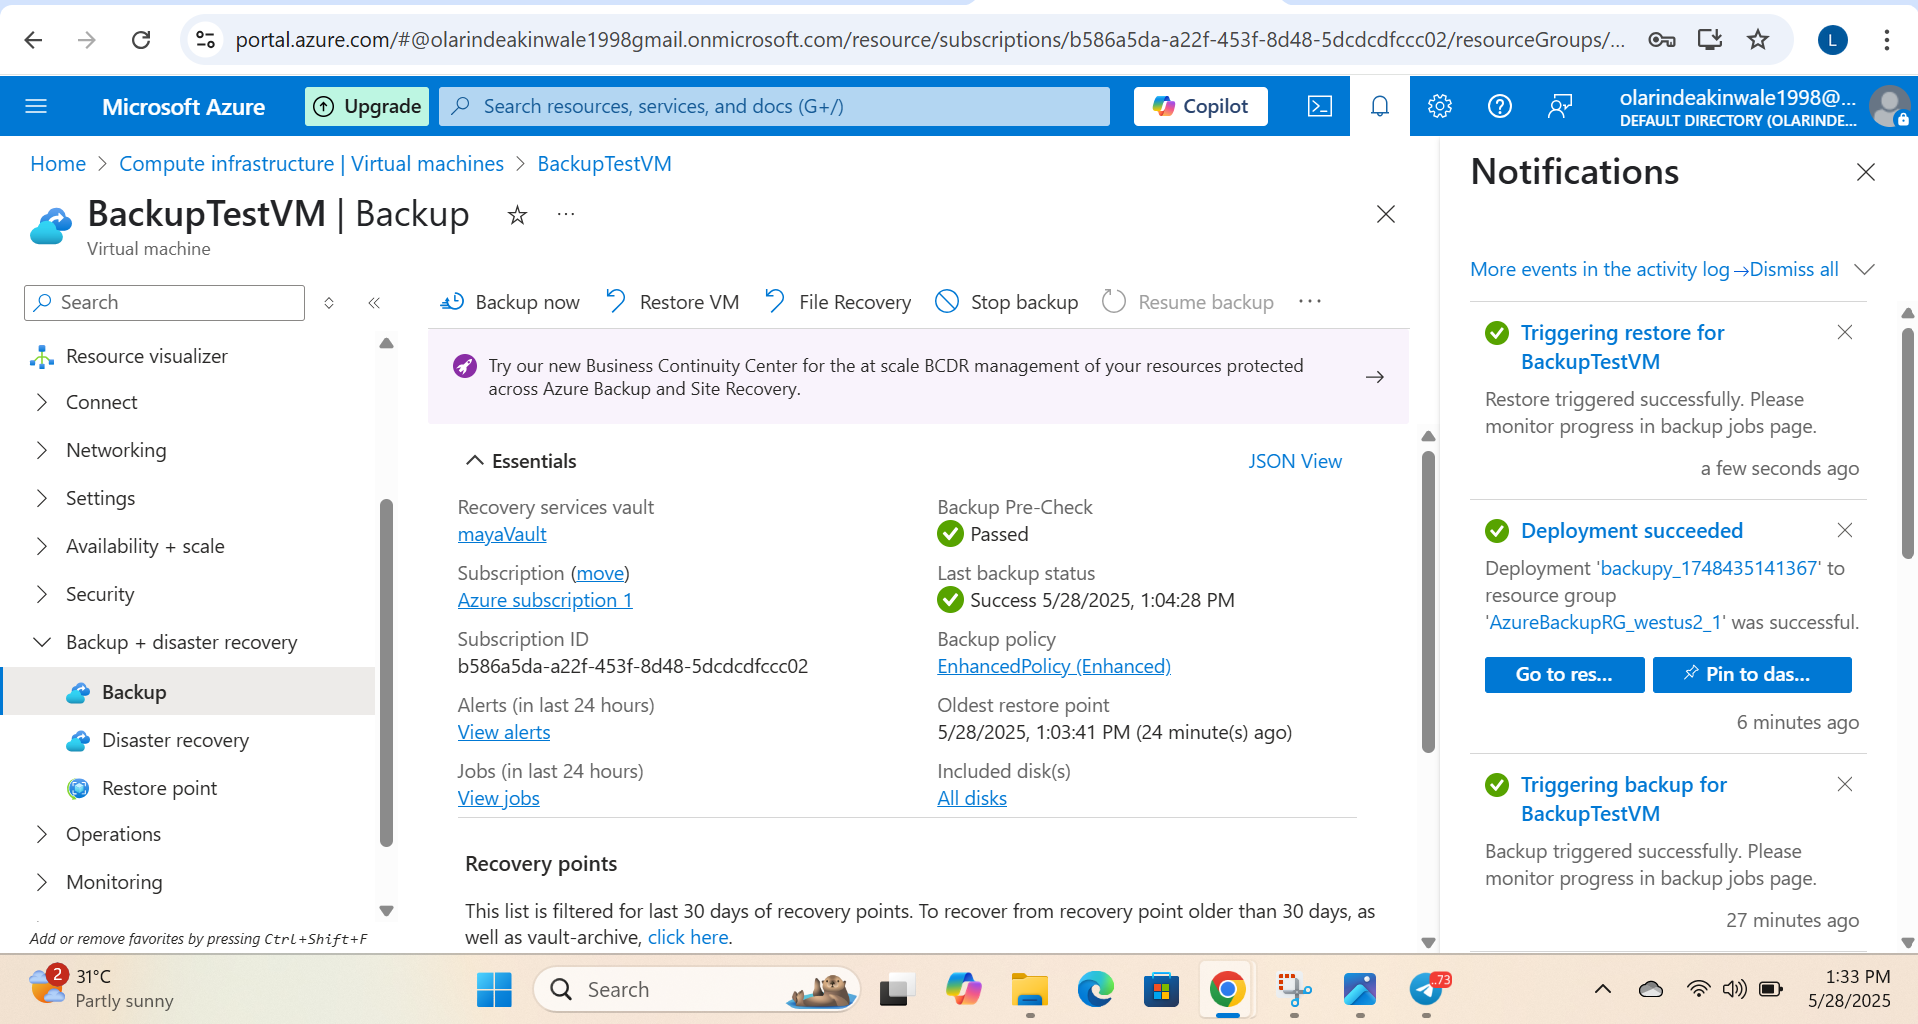 portal.azure.com/#@olarindeakinwale1998gmail.onmicrosoft.com/resource/subscriptions/b586a5da-a22f-453f-8d48-5dcdcdfccc02/resourceGroups/...
L
Microsoft Azure
Upgrade
Search resources, services, and docs (G+/)
Copilot
olarindeakinwale1998@...
DEFAULT DIRECTORY (OLARINDE...
Home > Compute infrastructure | Virtual machines > BackupTestVM
BackupTestVM | Backup
Virtual machine
Search
Resource visualizer
Connect
Networking
Settings
Availability + scale
Security
Backup + disaster recovery
Backup
Disaster recovery
Restore point
Operations
Monitoring
Add or remove favorites by pressing Ctrl+Shift+F
Backup now
Restore VM
File Recovery
Stop backup
Resume backup
Try our new Business Continuity Center for the at scale BCDR management of your resources protected
across Azure Backup and Site Recovery.
Essentials
JSON View
Recovery services vault
mayaVault
Subscription (move)
Azure subscription 1
Subscription ID
b586a5da-a22f-453f-8d48-5dcdcdfccc02
Alerts (in last 24 hours)
View alerts
Jobs (in last 24 hours)
View jobs
Backup Pre-Check
Passed
Last backup status
Success 5/28/2025, 1:04:28 PM
Backup policy
EnhancedPolicy (Enhanced)
Oldest restore point
5/28/2025, 1:03:41 PM (24 minute(s) ago)
Included disk(s)
All disks
Recovery points
This list is filtered for last 30 days of recovery points. To recover from recovery point older than 30 days, as
well as vault-archive, click here.
Notifications
More events in the activity log →
Dismiss all
Triggering restore for
BackupTestVM
Restore triggered successfully. Please
monitor progress in backup jobs page.
a few seconds ago
Deployment succeeded
Deployment 'backupy_1748435141367' to
resource group
'AzureBackupRG_westus2_1' was successful.
Go to res...
Pin to das...
6 minutes ago
Triggering backup for
BackupTestVM
Backup triggered successfully. Please
monitor progress in backup jobs page.
27 minutes ago
2
31°C
Partly sunny
Search
..73
1:33 PM
5/28/2025